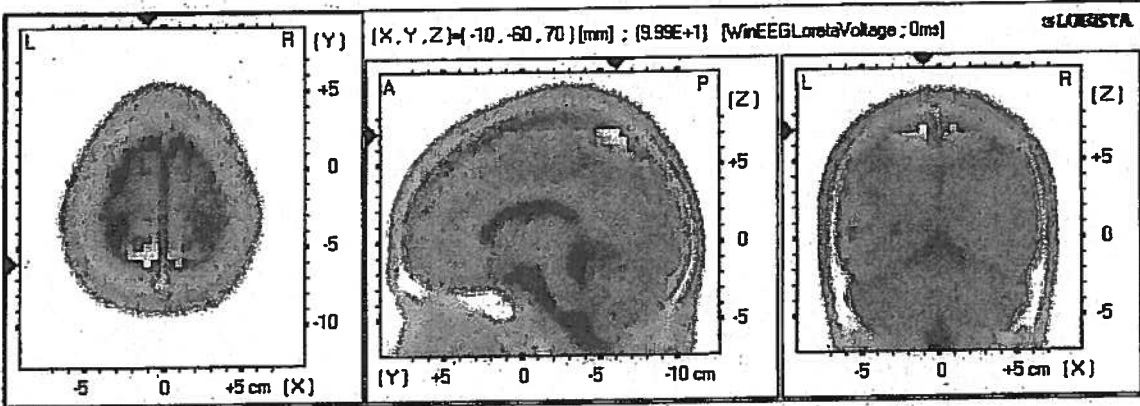 L R (Y)
+5
0
-5
-10
-5 0 +5 cm (X)
(X, Y, Z)=(-10, -60, 70) [mm] ; (9.99E+1) [WinEEGLoretaVoltage ; 0ms]
A P (Z)
+5
0
-5
(Y) +5 0 -5 -10 cm
L R (Z)
+5
0
-5
-5 0 +5 cm (X)